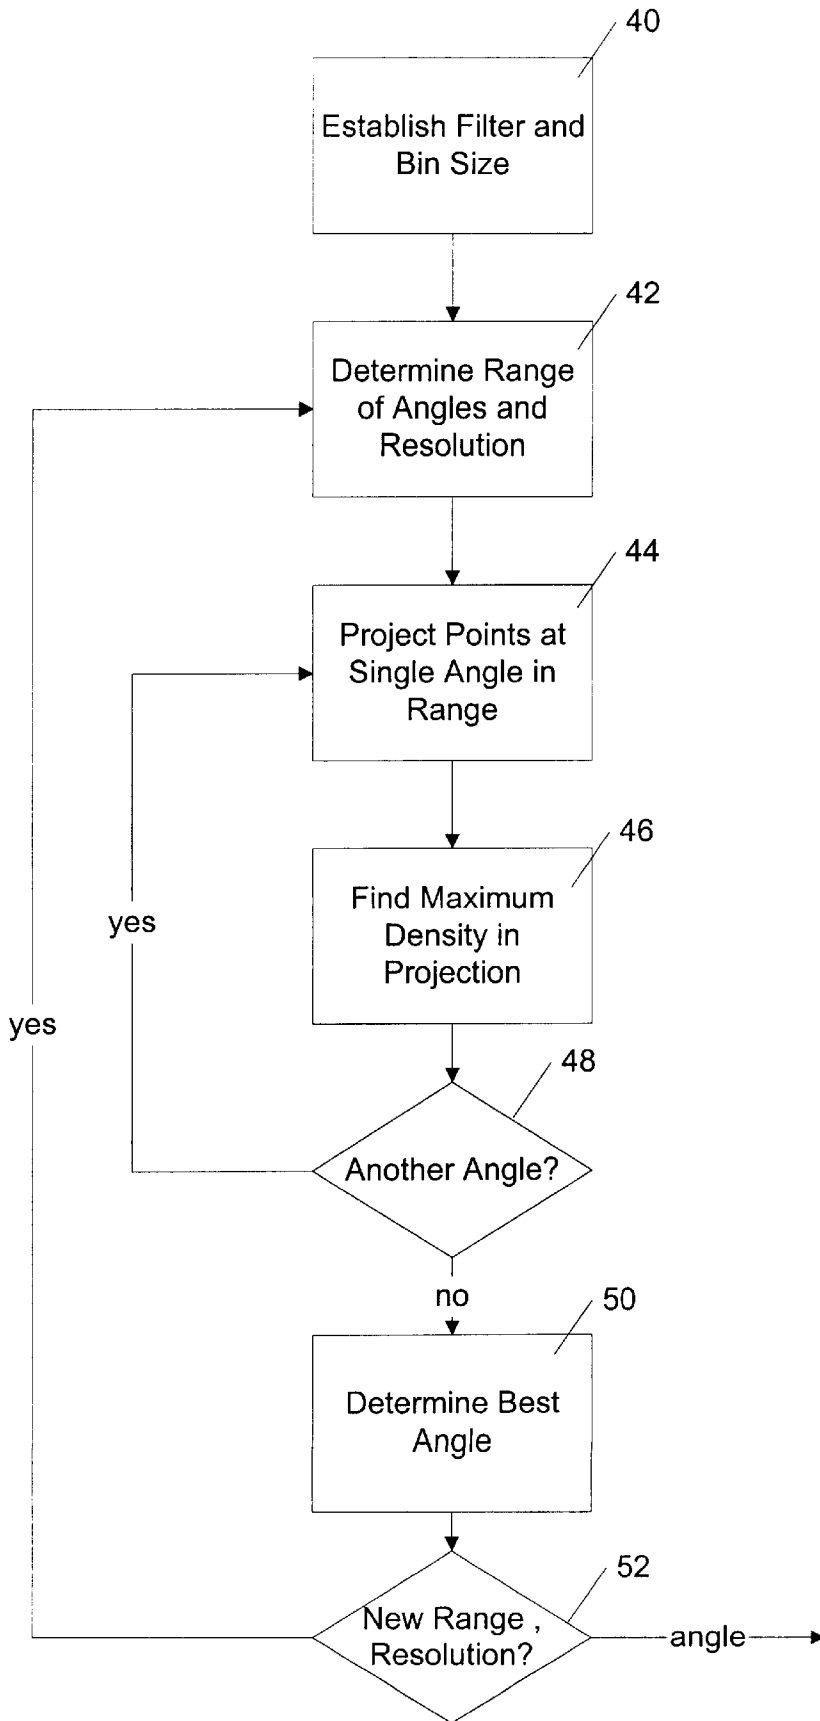 40
Establish Filter and
Bin Size
42
Determine Range
of Angles and
Resolution
44
Project Points at
Single Angle in
Range
46
Find Maximum
Density in
Projection
yes
yes
48
Another Angle?
no
50
Determine Best
Angle
52
New Range ,
Resolution?
angle